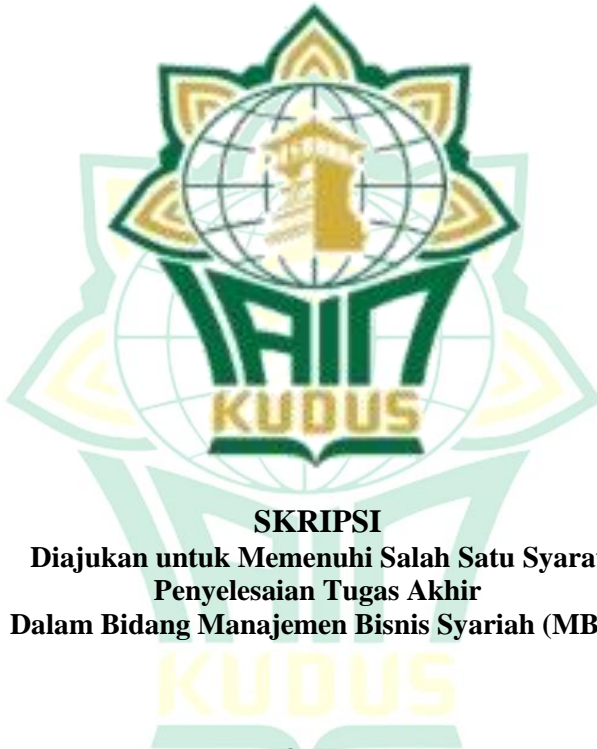 IAIN
KUDUS
SKRIPSI
Diajukan untuk Memenuhi Salah Satu Syara
Penyelesaian Tugas Akhir
Dalam Bidang Manajemen Bisnis Syariah (MB
KUDUS